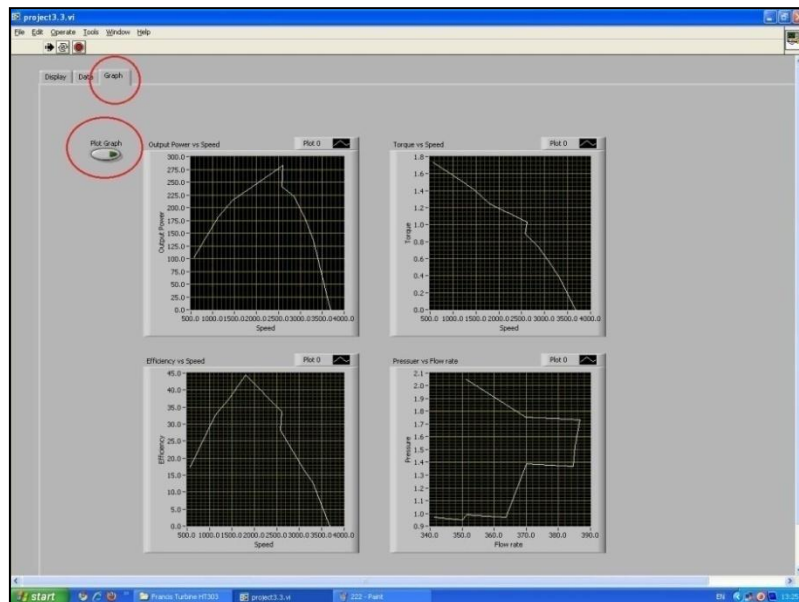 project3.3.vi
File Edit Operate Tools Window Help
Display Data Graph
Plot Graph
Output Power vs Speed Plot 0
300.0
275.0
250.0
225.0
200.0
175.0
150.0
125.0
100.0
75.0
50.0
25.0
0.0
Output Power
500.0 1000.0 1500.0 2000.0 2500.0 3000.0 3500.0 4000.0
Speed
Torque vs Speed Plot 0
1.8
1.6
1.4
1.2
1.0
0.8
0.6
0.4
0.2
0.0
Torque
500.0 1000.0 1500.0 2000.0 2500.0 3000.0 3500.0 4000.0
Speed
Efficiency vs Speed Plot 0
45.0
40.0
35.0
30.0
25.0
20.0
15.0
10.0
5.0
0.0
Efficiency
500.0 1000.0 1500.0 2000.0 2500.0 3000.0 3500.0 4000.0
Speed
Pressuer vs Flow rate Plot 0
2.1
2.0
1.8
1.7
1.6
1.4
1.3
1.1
1.0
0.9
Pressure
340.0 350.0 360.0 370.0 380.0 390.0
Flow rate
start Francis Turbine HT303 project3.3.vi 222 - Paint EN 13:25